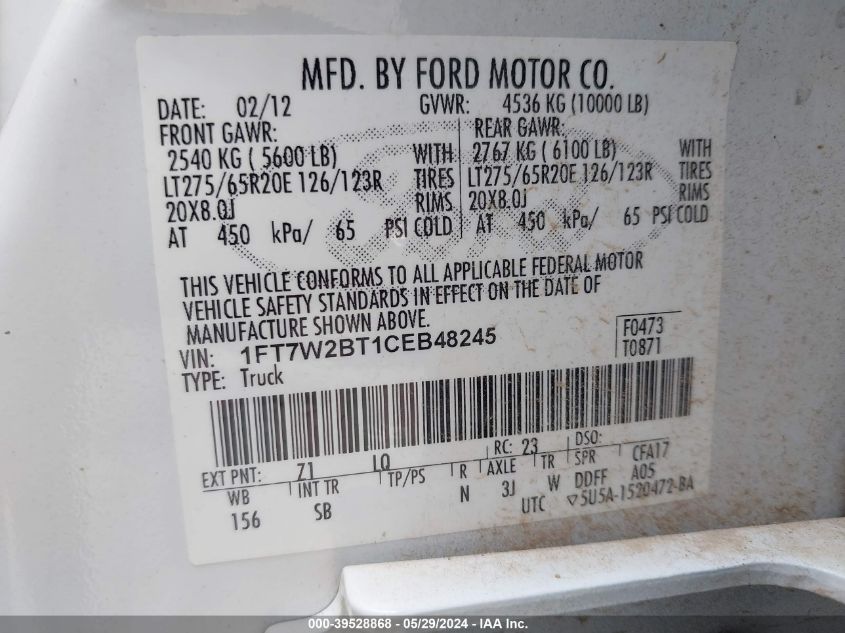 MFD. BY FORD MOTOR CO.
DATE: 02/12 GVWR: 4536 KG (10000 LB)
FRONT GAWR: REAR GAWR:
2540 KG ( 5600 LB) WITH 2767 KG ( 6100 LB) WITH
LT275/65R20E 126/123R TIRES LT275/65R20E 126/123R TIRES
20X8.0J RIMS 20X8.0J RIMS
AT 450 kPa/ 65 PSI COLD AT 450 kPa/ 65 PSI COLD
THIS VEHICLE CONFORMS TO ALL APPLICABLE FEDERAL MOTOR
VEHICLE SAFETY STANDARDS IN EFFECT ON THE DATE OF
MANUFACTURE SHOWN ABOVE.
VIN: 1FT7W2BT1CEB48245 F0473
TYPE: Truck T0871
EXT PNT: Z1 LQ RC: 23 DSO:
WB INT TR TP/PS R AXLE TR SPR CFA17
156 SB N 3J W DDFF A05
UTC ▽5U5A-1520472-BA
000-39528868 - 05/29/2024 - IAA Inc.